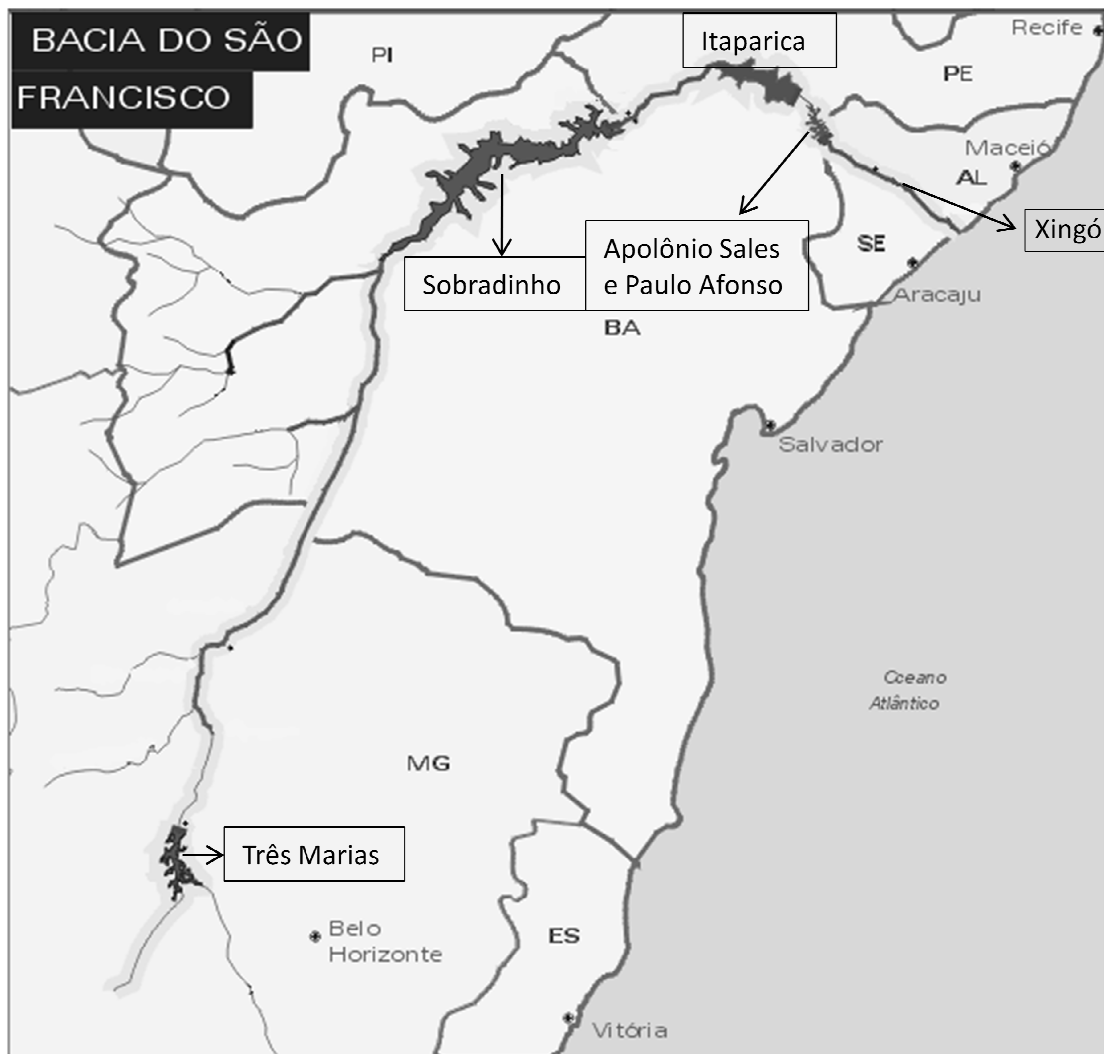 BACIA DO SÃO
FRANCISCO
PI
Itaparica
Recife
PE
Maceió
AL
Xingó
Apolônio Sales
e Paulo Afonso
SE
Sobradinho
Aracaju
BA
Salvador
Oceano
Atlântico
MG
Três Marias
Belo
Horizonte
ES
Vitória